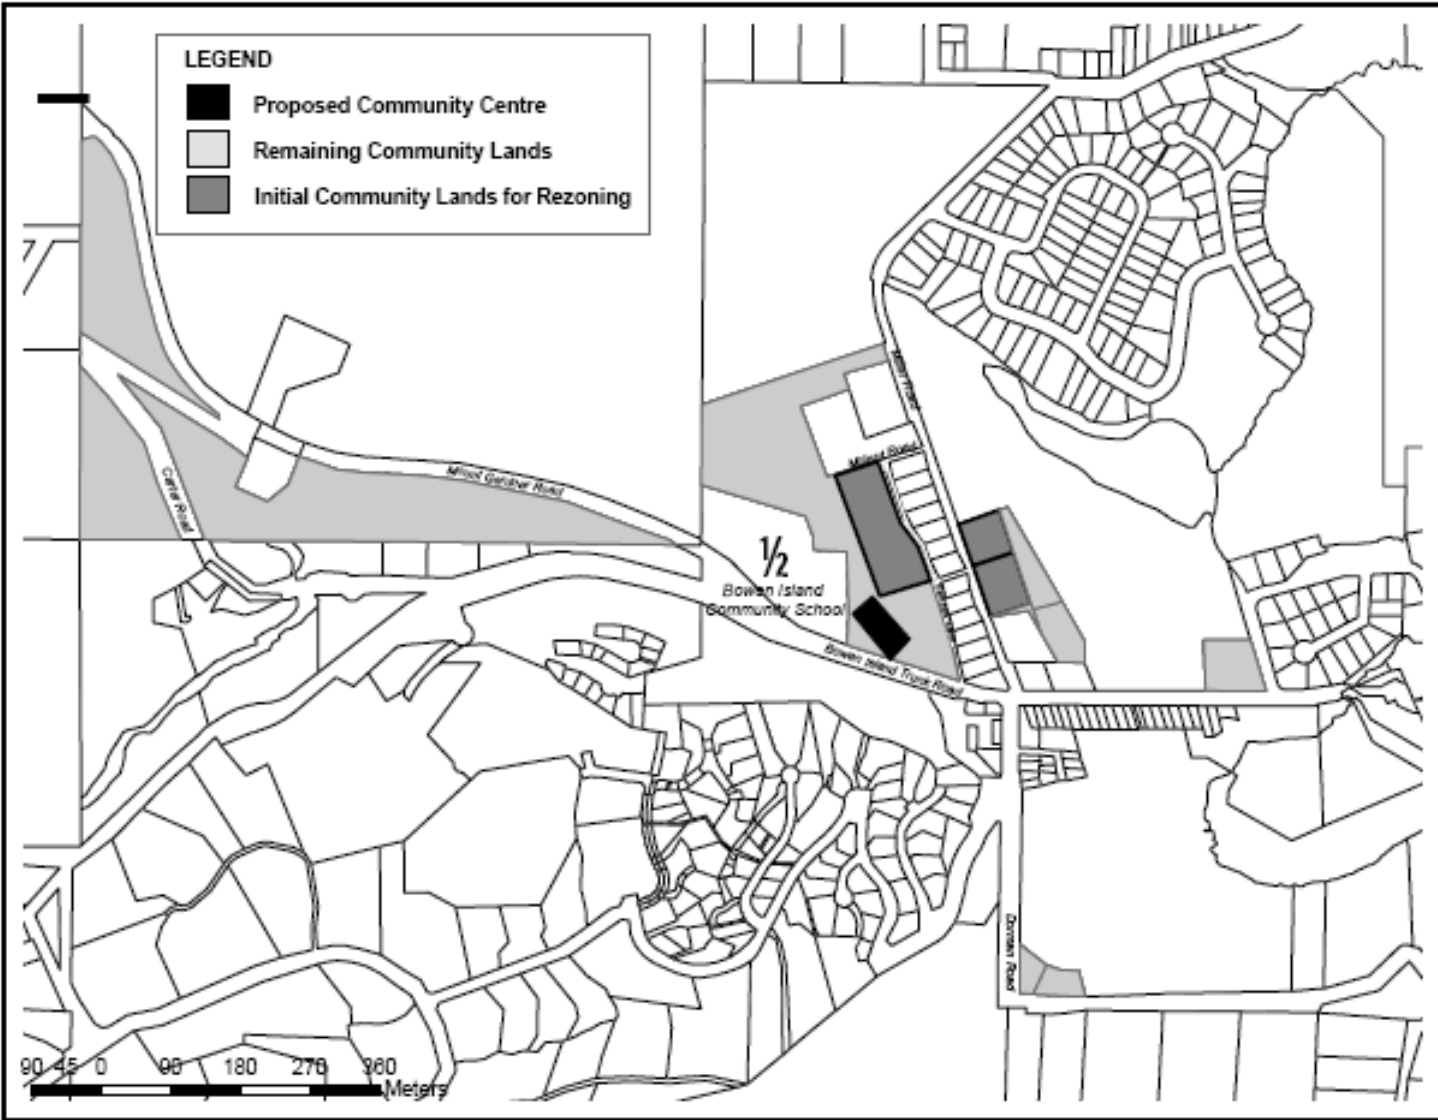 LEGEND
Proposed Community Centre
Remaining Community Lands
Initial Community Lands for Rezoning
Miller Road
Miller Road
Carter Road
Mount Gardner Road
½
Bowen Island
Community School
Bowen Island Trunk Road
Dorman Road
90 45 0 90 180 270 360
Meters